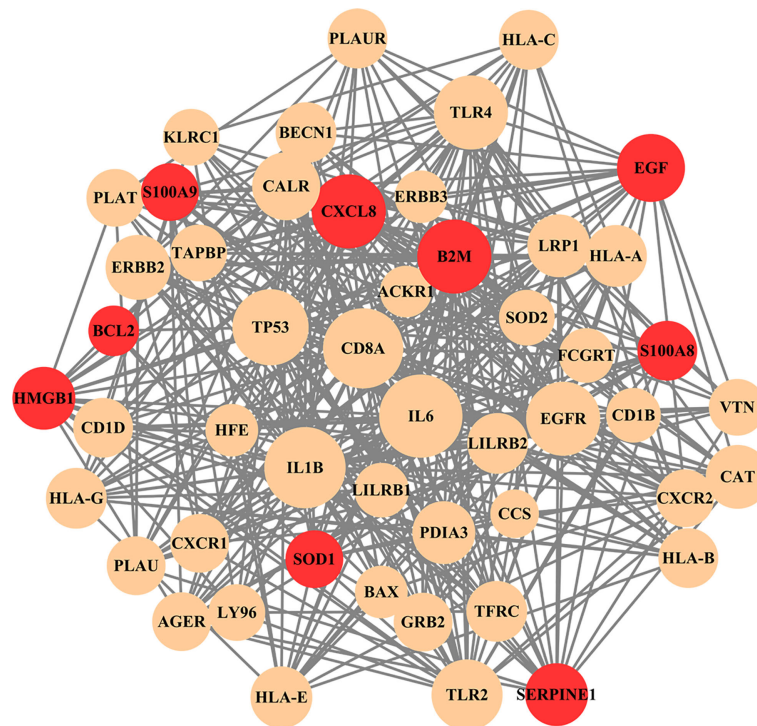 PLAUR
HLA-C
TLR4
KLRC1
BECN1
EGF
S100A9
CALR
PLAT
ERBB3
CXCL8
TAPBP
ERBB2
B2M
LRP1
HLA-A
ACKR1
SOD2
TP53
BCL2
CD8A
FCGRT
S100A8
HMGB1
IL6
EGFR
CD1B
VTN
CD1D
HFE
LILRB2
IL1B
CAT
HLA-G
LILRB1
CXCR2
CCS
PDIA3
CXCR1
HLA-B
PLAU
SOD1
BAX
AGER
LY96
GRB2
TFRC
HLA-E
TLR2
SERPINE1